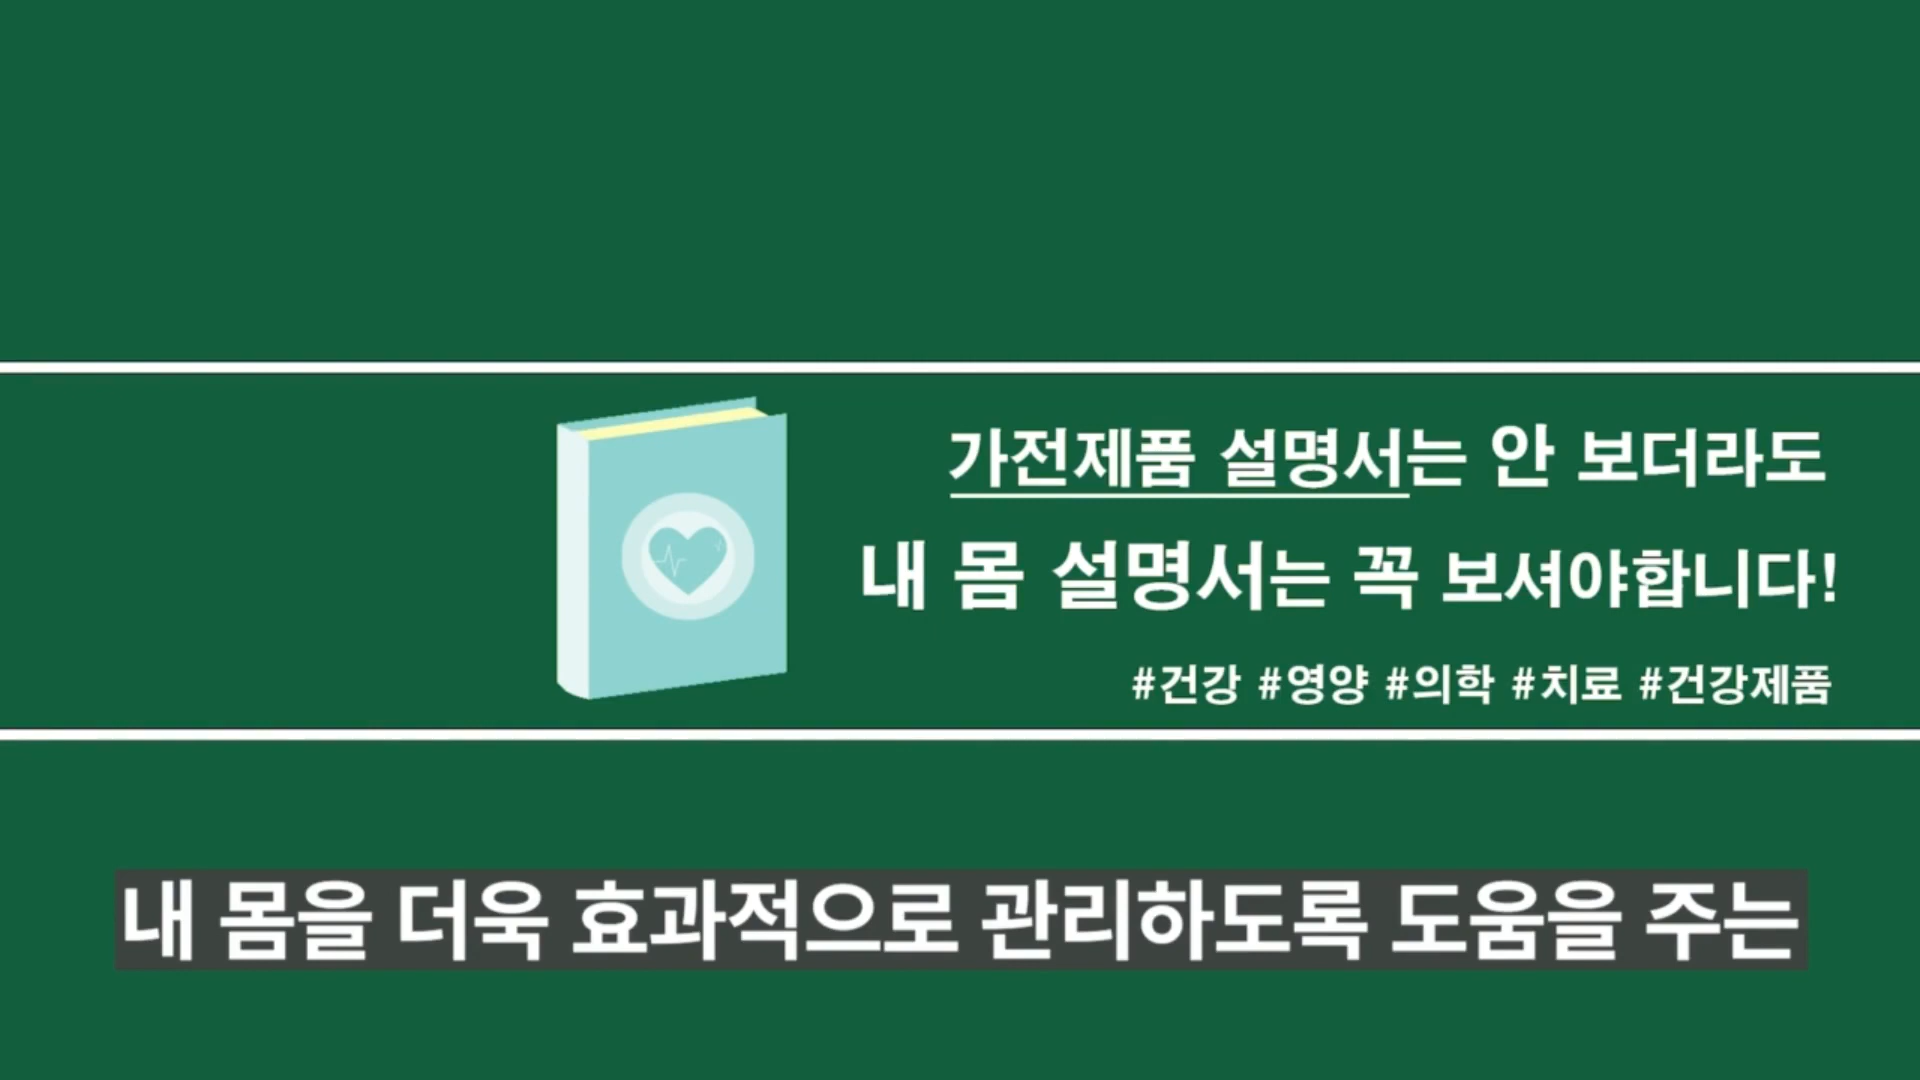 가전제품 설명서는 안 보더라도
내 몸 설명서는 꼭 보셔야합니다!
#건강 #영양 #의학 #치료 #건강제품
내 몸을 더욱 효과적으로 관리하도록 도움을 주는